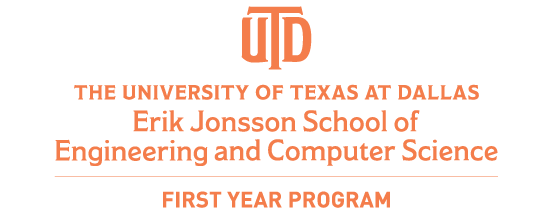 UTD
THE UNIVERSITY OF TEXAS AT DALLAS
Erik Jonsson School of
Engineering and Computer Science
FIRST YEAR PROGRAM